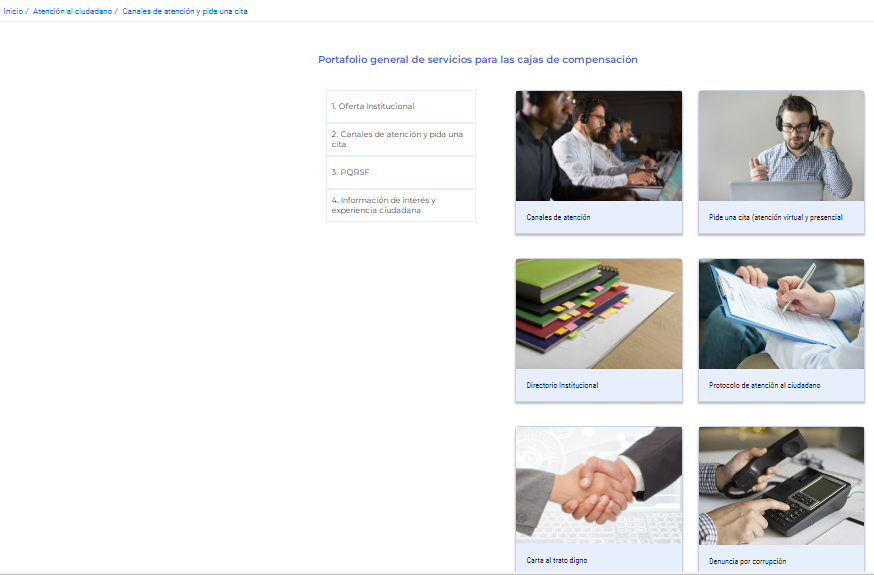 Inicio / Atención al ciudadano / Canales de atención y pide una cita
Portafolio general de servicios para las cajas de compensación
1. Oferta Institucional
2. Canales de atención y pida una
cita
3. PQRSF
4. Información de interés y
experiencia ciudadana
Canales de atención
Pide una cita (atención virtual y presencial
Directorio Institucional
Protocolo de atención al ciudadano
Carta al trato digno
Denuncia por corrupción